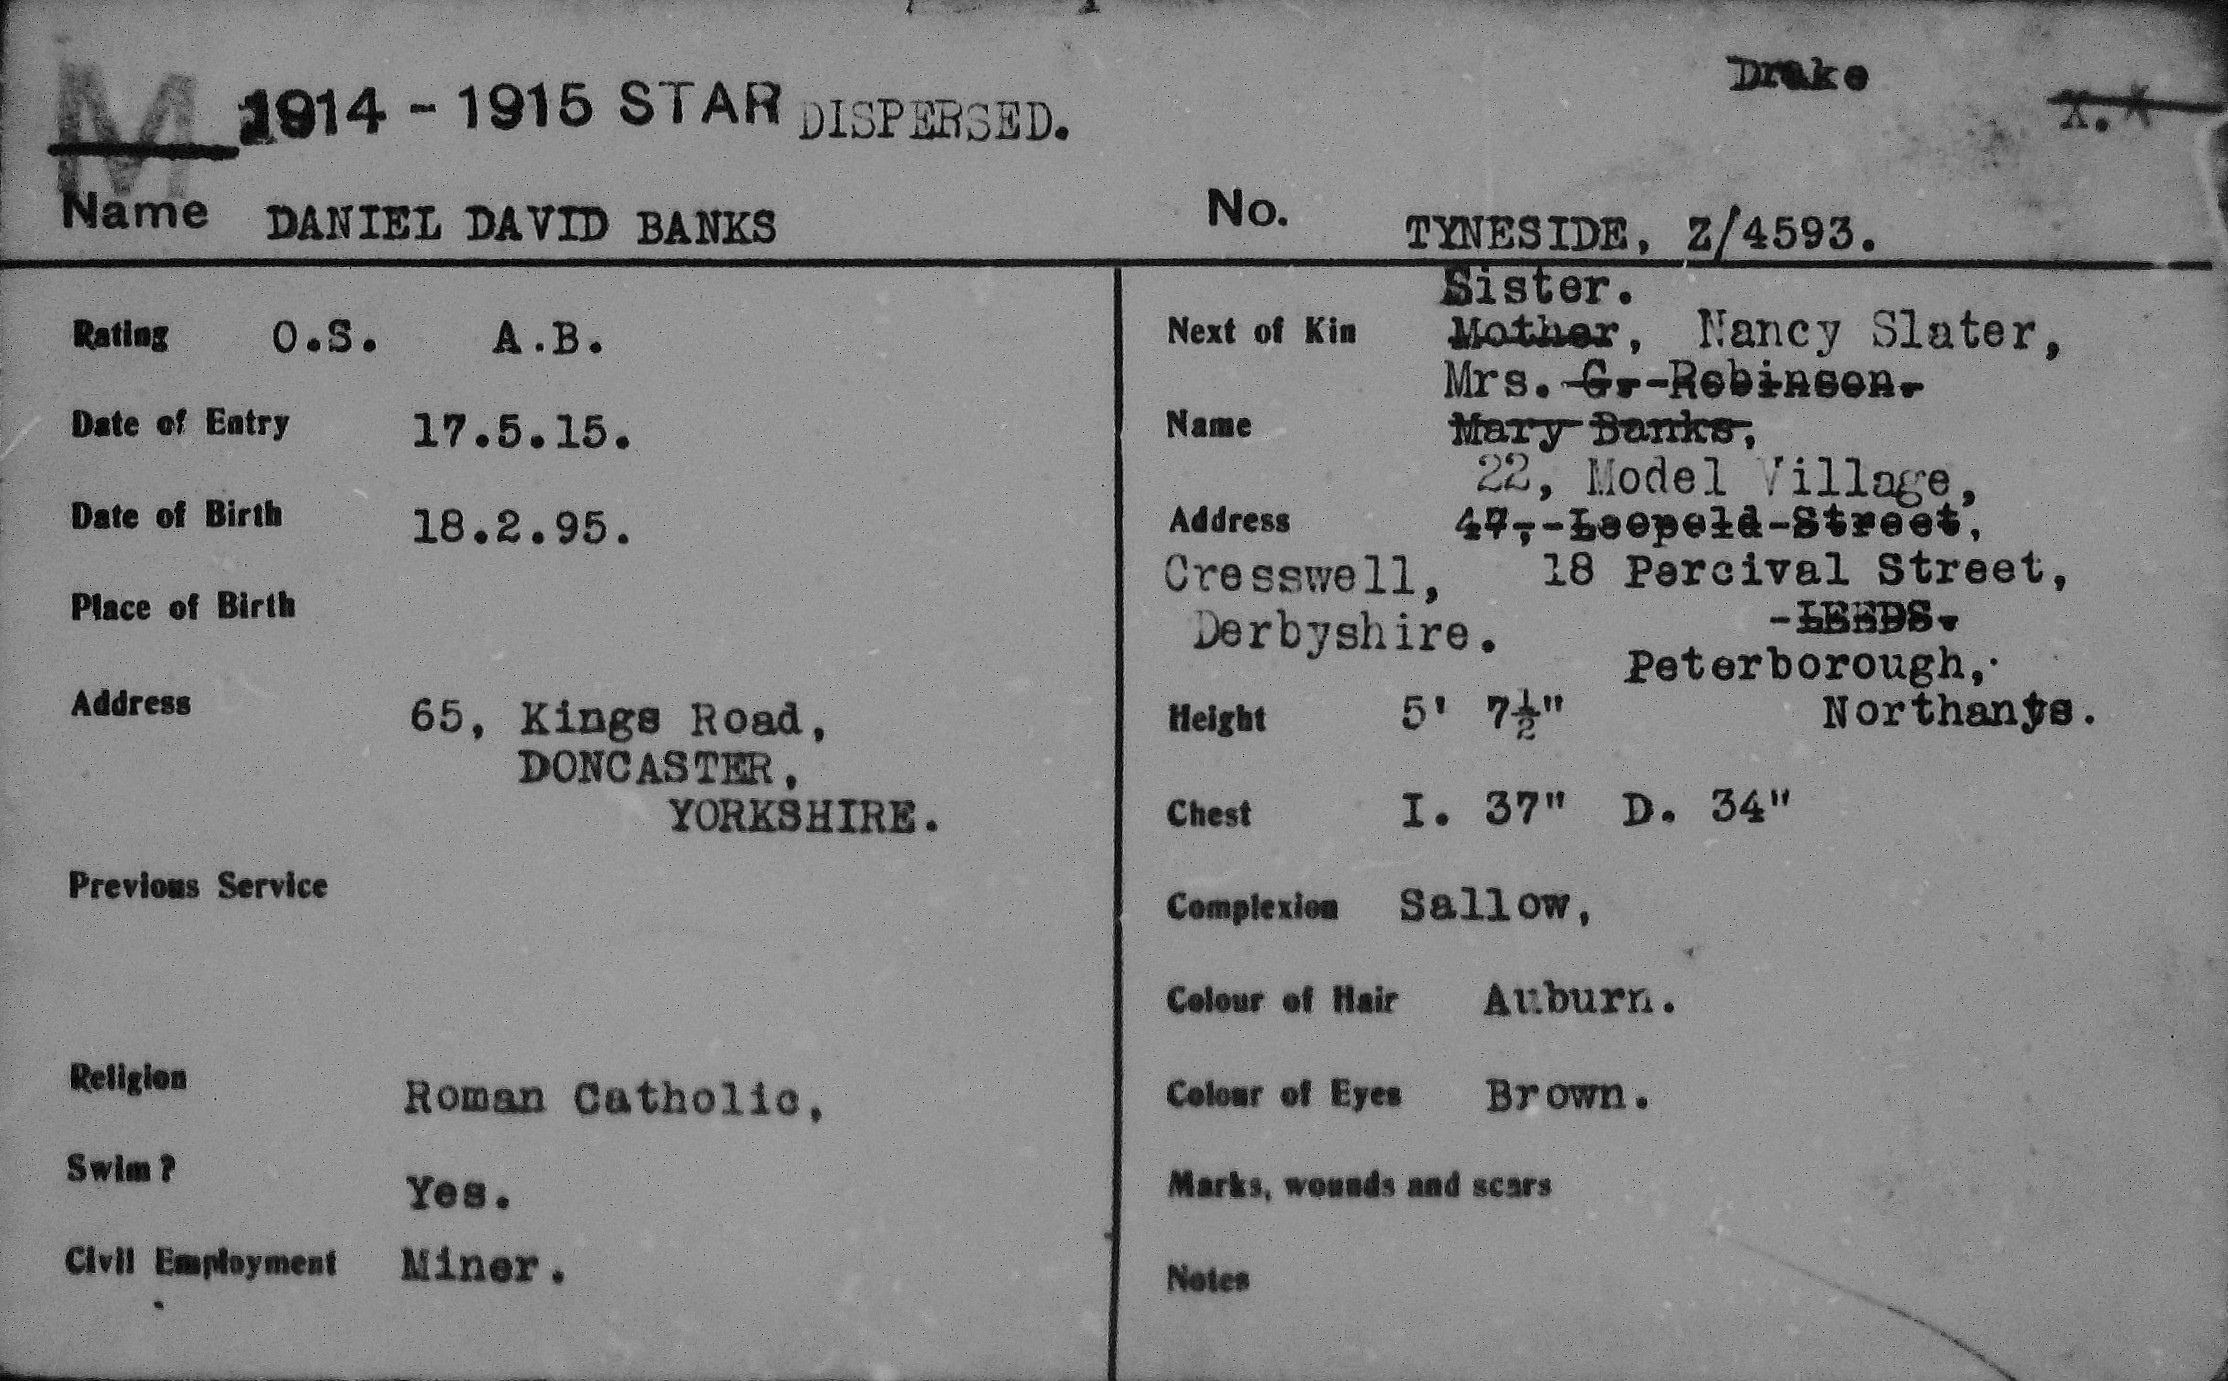 Drake
M 1914 - 1915 STAR DISPERSED.
X.
Name DANIEL DAVID BANKS No. TYNESIDE, Z/4593.
Rating O.S. A.B.
Date of Entry 17.5.15.
Date of Birth 18.2.95.
Place of Birth
Address 65, Kings Road,
DONCASTER,
YORKSHIRE.
Previous Service
Religion Roman Catholic,
Swim? Yes.
Civil Employment Miner.
Sister.
Next of Kin Mother, Nancy Slater,
Mrs. G. Robinson.
Name Mary Banks,
22, Model Village,
Address 47, Leopold Street,
Cresswell, 18 Percival Street,
LEEDS.
Derbyshire.
Peterborough,
Height 5' 7½" Northants.
Chest I. 37" D. 34"
Complexion Sallow,
Colour of Hair Auburn.
Colour of Eyes Brown.
Marks, wounds and scars
Notes